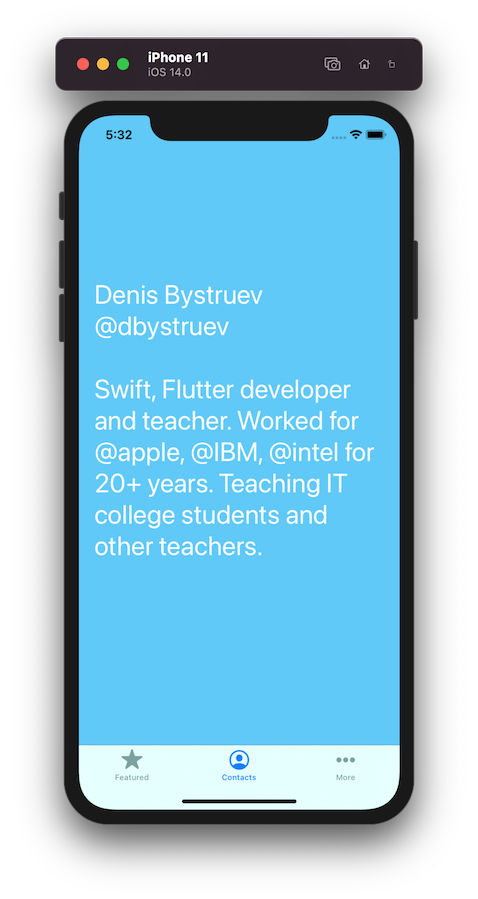 iPhone 11
iOS 14.0
5:32
Denis Bystruev
@dbystruev
Swift, Flutter developer
and teacher. Worked for
@apple, @IBM, @intel for
20+ years. Teaching IT
college students and
other teachers.
Featured
Contacts
More